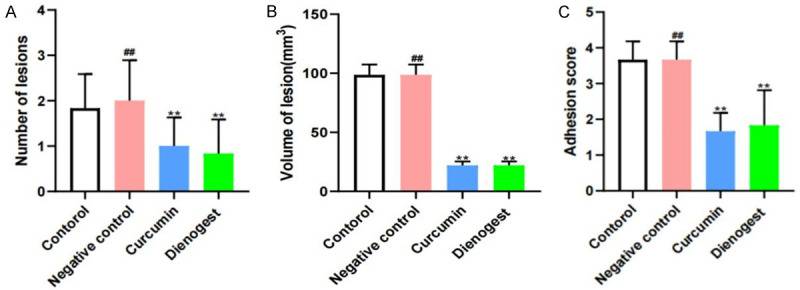 A
Number of lesions
4
3
2
1
0
##
**
**
Contorol
Negative control
Curcumin
Dienogest
B
Volume of lesion(mm³)
150
100
50
0
##
**
**
Contorol
Negative control
Curcumin
Dienogest
C
Adhesion score
5
4
3
2
1
0
##
**
**
Contorol
Negative control
Curcumin
Dienogest